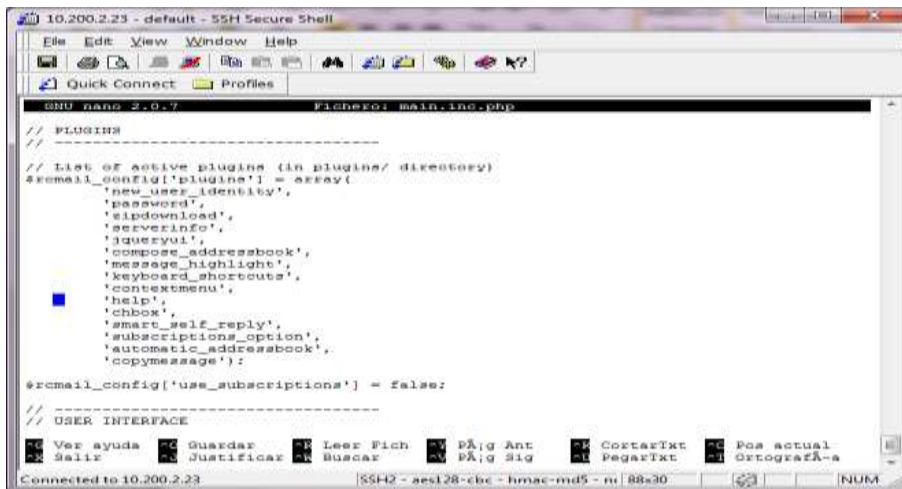 10.200.2.23 - default - SSH Secure Shell
File Edit View Window Help
Quick Connect Profiles
GNU nano 2.0.7 Fichero: main.inc.php
// PLUGINS
// ----------------------------------
// List of active plugins (in plugins/ directory)
$rcmail_config['plugins'] = array(
'new_user_identity',
'password',
'zipdownload',
'serverinfo',
'jqueryui',
'compose_addressbook',
'message_highlight',
'keyboard_shortcuts',
'contextmenu',
'help',
'chbox',
'smart_self_reply',
'subscriptions_option',
'automatic_addressbook',
'copymessage');
$rcmail_config['use_subscriptions'] = false;
// ----------------------------------
// USER INTERFACE
^G Ver ayuda ^O Guardar ^R Leer Fich ^Y PÃ¡g Ant ^K CortarTxt ^C Pos actual
^X Salir ^J Justificar ^W Buscar ^V PÃ¡g Sig ^U PegarTxt ^T OrtografÃ-a
Connected to 10.200.2.23 SSH2 - aes128-cbc - hmac-md5 - n 88x30 NUM